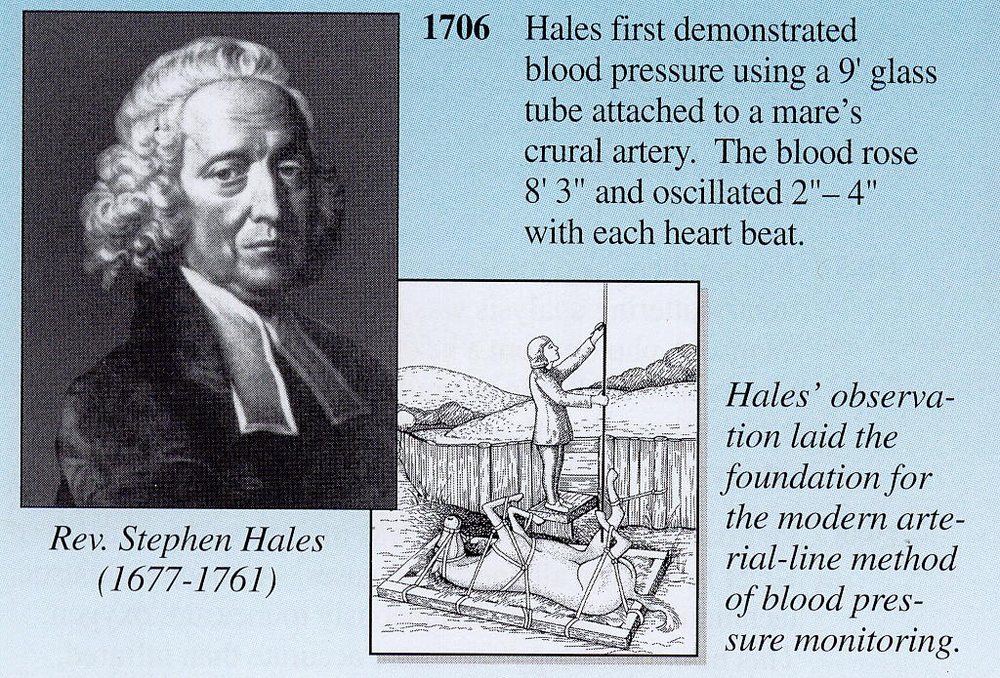 1706 Hales first demonstrated
blood pressure using a 9' glass
tube attached to a mare's
crural artery. The blood rose
8' 3" and oscillated 2"– 4"
with each heart beat.
Hales' observa-
tion laid the
foundation for
the modern arte-
rial-line method
of blood pres-
sure monitoring.
Rev. Stephen Hales
(1677-1761)